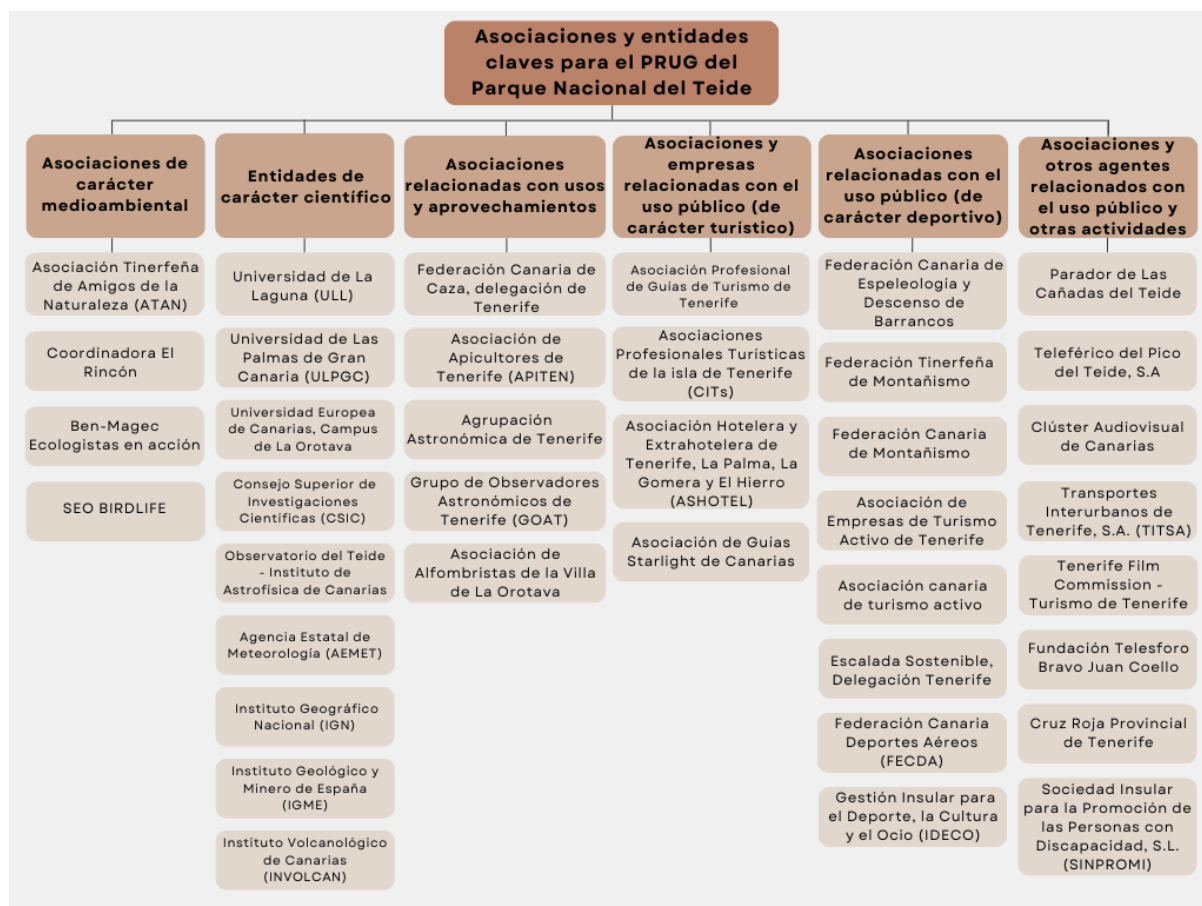 Asociaciones y entidades
claves para el PRUG del
Parque Nacional del Teide
Asociaciones de
carácter
medioambiental
Asociación Tinerfeña
de Amigos de la
Naturaleza (ATAN)
Coordinadora El
Rincón
Ben-Magec
Ecologistas en acción
SEO BIRDLIFE
Entidades de
carácter científico
Universidad de La
Laguna (ULL)
Universidad de Las
Palmas de Gran
Canaria (ULPGC)
Universidad Europea
de Canarias, Campus
de La Orotava
Consejo Superior de
Investigaciones
Científicas (CSIC)
Observatorio del Teide
- Instituto de
Astrofísica de Canarias
Agencia Estatal de
Meteorología (AEMET)
Instituto Geográfico
Nacional (IGN)
Instituto Geológico y
Minero de España
(IGME)
Instituto Volcanológico
de Canarias
(INVOLCAN)
Asociaciones
relacionadas con usos
y aprovechamientos
Federación Canaria de
Caza, delegación de
Tenerife
Asociación de
Apicultores de
Tenerife (APITEN)
Agrupación
Astronómica de Tenerife
Grupo de Observadores
Astronómicos de
Tenerife (GOAT)
Asociación de
Alfombristas de la Villa
de La Orotava
Asociaciones y
empresas
relacionadas con el
uso público (de
carácter turístico)
Asociación Profesional
de Guías de Turismo de
Tenerife
Asociaciones
Profesionales Turísticas
de la isla de Tenerife
(CITs)
Asociación Hotelera y
Extrahotelera de
Tenerife, La Palma, La
Gomera y El Hierro
(ASHOTEL)
Asociación de Guías
Starlight de Canarias
Asociaciones
relacionadas con el
uso público (de
carácter deportivo)
Federación Canaria de
Espeleología y
Descenso de
Barrancos
Federación Tinerfeña
de Montañismo
Federación Canaria de
Montañismo
Asociación de
Empresas de Turismo
Activo de Tenerife
Asociación canaria
de turismo activo
Escalada Sostenible,
Delegación Tenerife
Federación Canaria
Deportes Aéreos
(FECDA)
Gestión Insular para
el Deporte, la Cultura
y el Ocio (IDECO)
Asociaciones y
otros agentes
relacionados con
el uso público y
otras actividades
Parador de Las
Cañadas del Teide
Teleférico del Pico
del Teide, S.A
Clúster Audiovisual
de Canarias
Transportes
Interurbanos de
Tenerife, S.A. (TITSA)
Tenerife Film
Commission -
Turismo de Tenerife
Fundación Telesforo
Bravo Juan Coello
Cruz Roja Provincial
de Tenerife
Sociedad Insular
para la Promoción de
las Personas con
Discapacidad, S.L.
(SINPROMI)